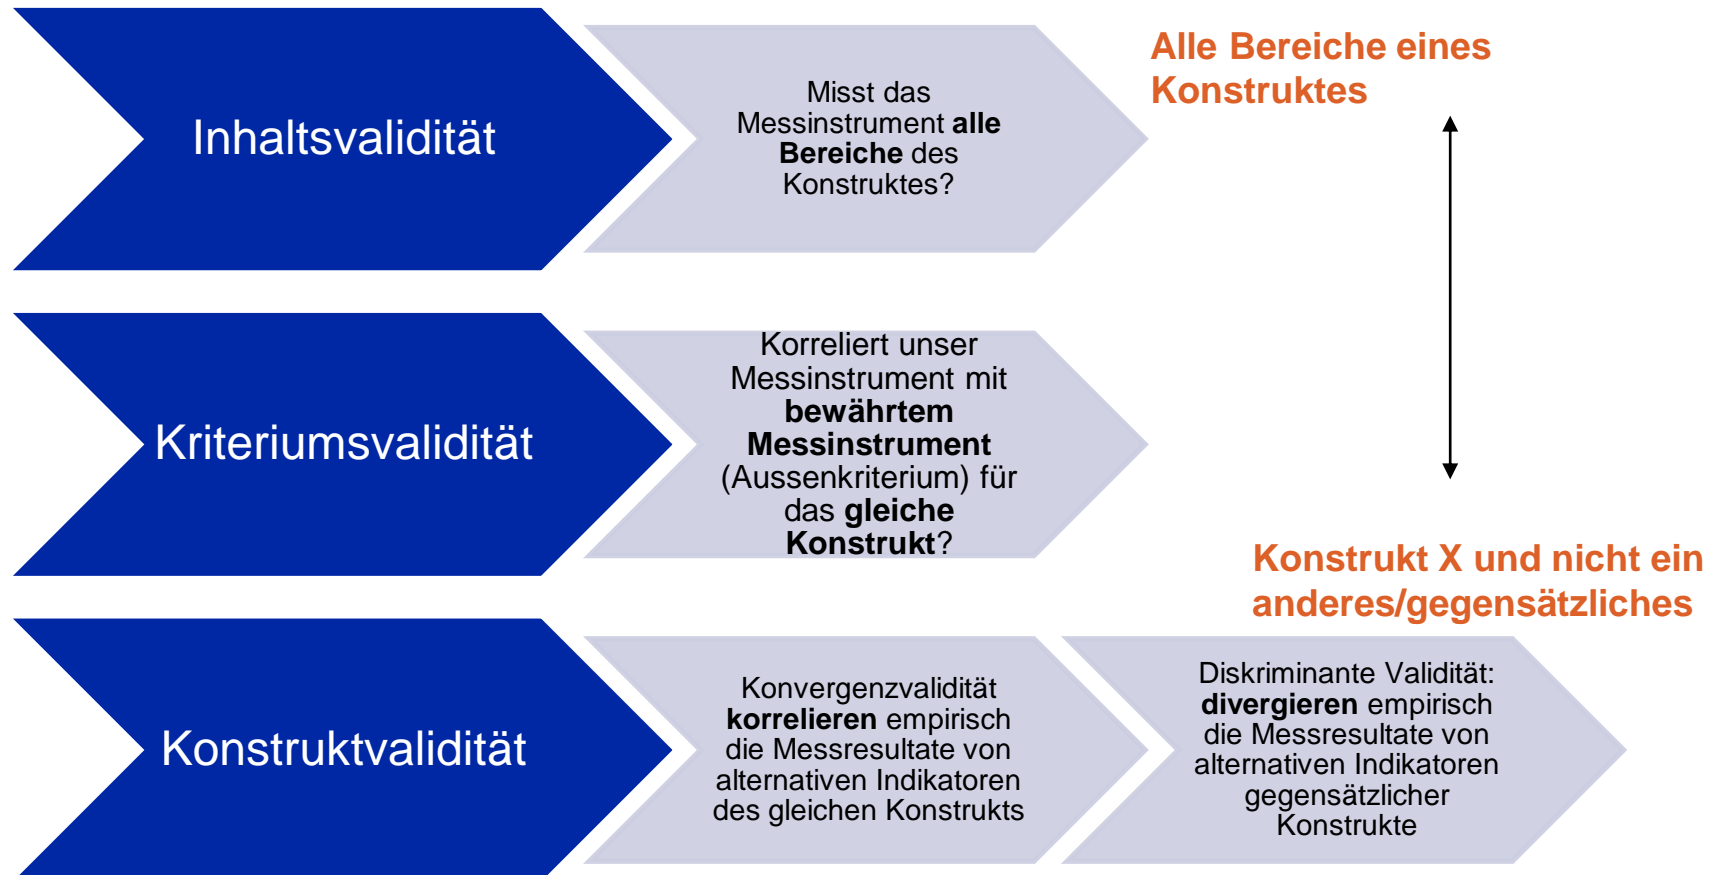 Inhaltsvalidität
Misst das
Messinstrument alle
Bereiche des
Konstruktes?
Alle Bereiche eines
Konstruktes
Kriteriumsvalidität
Korreliert unser
Messinstrument mit
bewährtem
Messinstrument
(Aussenkriterium) für
das gleiche
Konstrukt?
Konstrukt X und nicht ein
anderes/gegensätzliches
Konstruktvalidität
Konvergenzvalidität
korrelieren empirisch
die Messresultate von
alternativen Indikatoren
des gleichen Konstrukts
Diskriminante Validität:
divergieren empirisch
die Messresultate von
alternativen Indikatoren
gegensätzlicher
Konstrukte